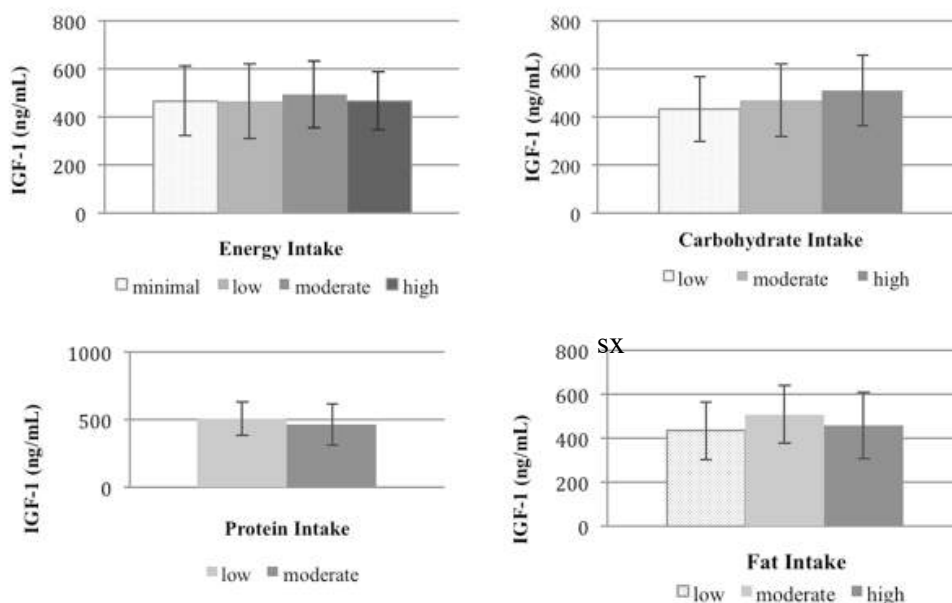 800
600
400
200
0
IGF-1 (ng/mL)
Energy Intake
minimal low moderate high
800
600
400
200
0
IGF-1 (ng/mL)
Carbohydrate Intake
low moderate high
1000
500
0
IGF-1 (ng/mL)
Protein Intake
low moderate
SX
800
600
400
200
0
IGF-1 (ng/mL)
Fat Intake
low moderate high